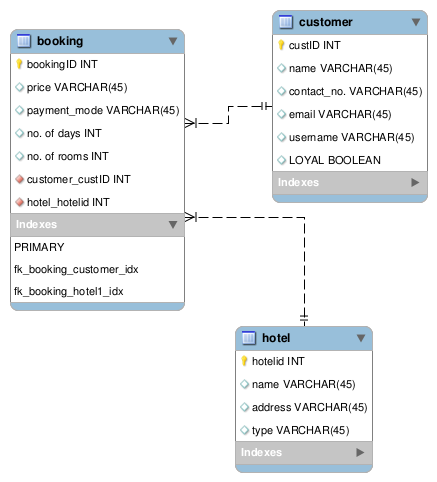 booking
bookingID INT
price VARCHAR(45)
payment_mode VARCHAR(45)
no. of days INT
no. of rooms INT
customer_custID INT
hotel_hotelid INT
Indexes
PRIMARY
fk_booking_customer_idx
fk_booking_hotel1_idx
customer
custID INT
name VARCHAR(45)
contact_no. VARCHAR(45)
email VARCHAR(45)
username VARCHAR(45)
LOYAL BOOLEAN
Indexes
hotel
hotelid INT
name VARCHAR(45)
address VARCHAR(45)
type VARCHAR(45)
Indexes